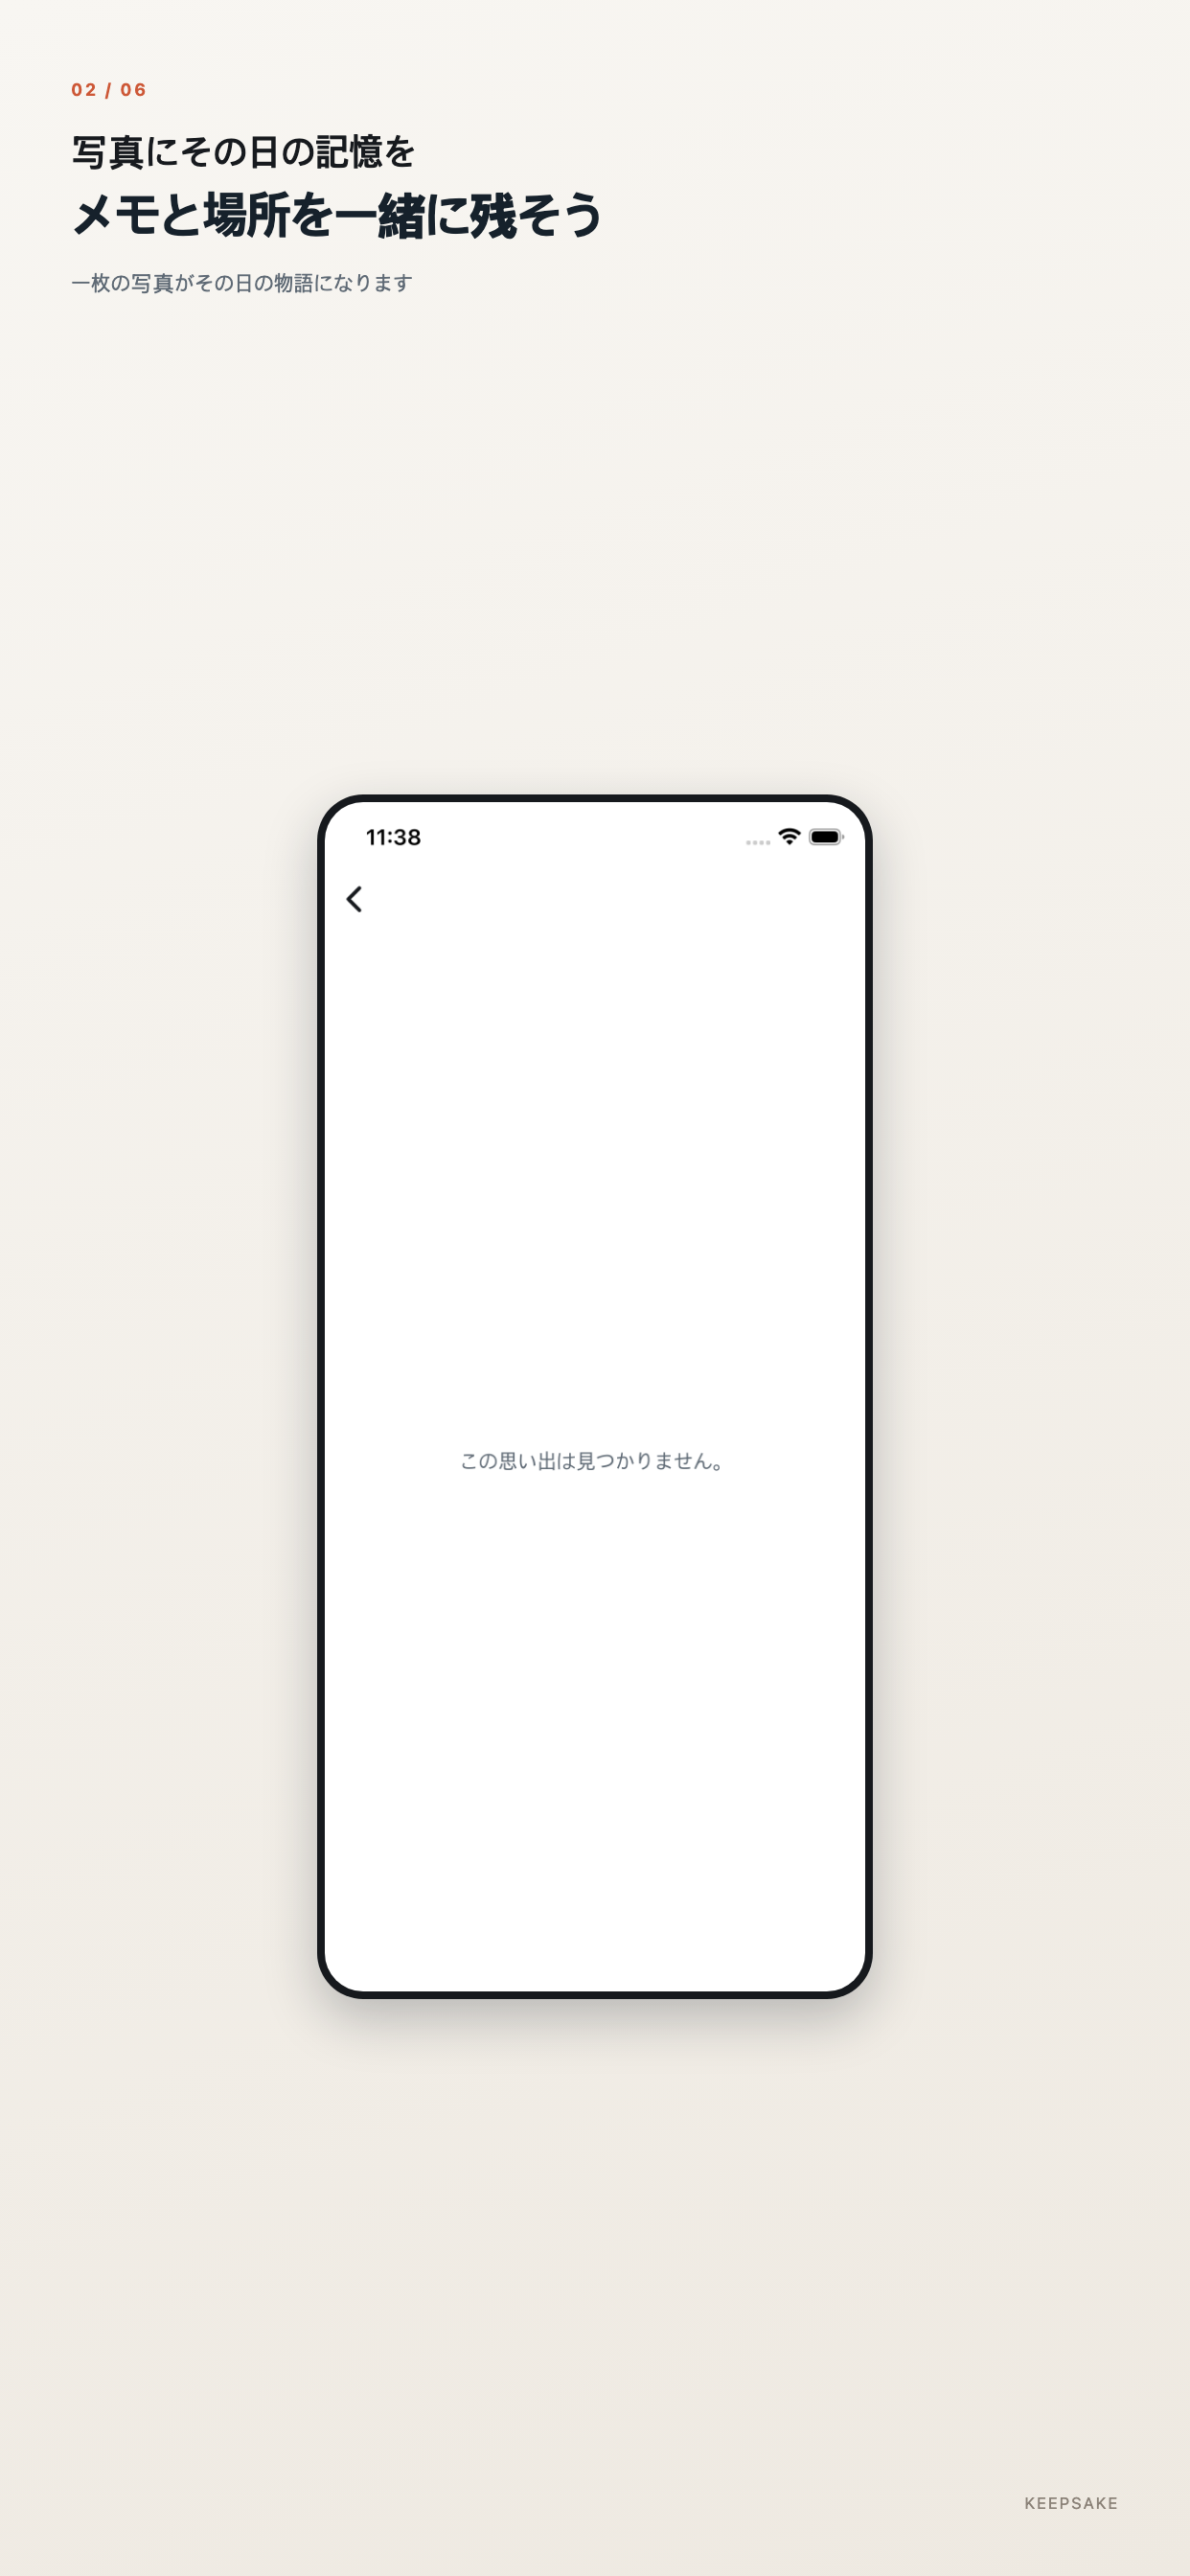 02 / 06
写真にその日の記憶を
メモと場所を一緒に残そう
一枚の写真がその日の物語になります
11:38
この思い出は見つかりません。
KEEPSAKE